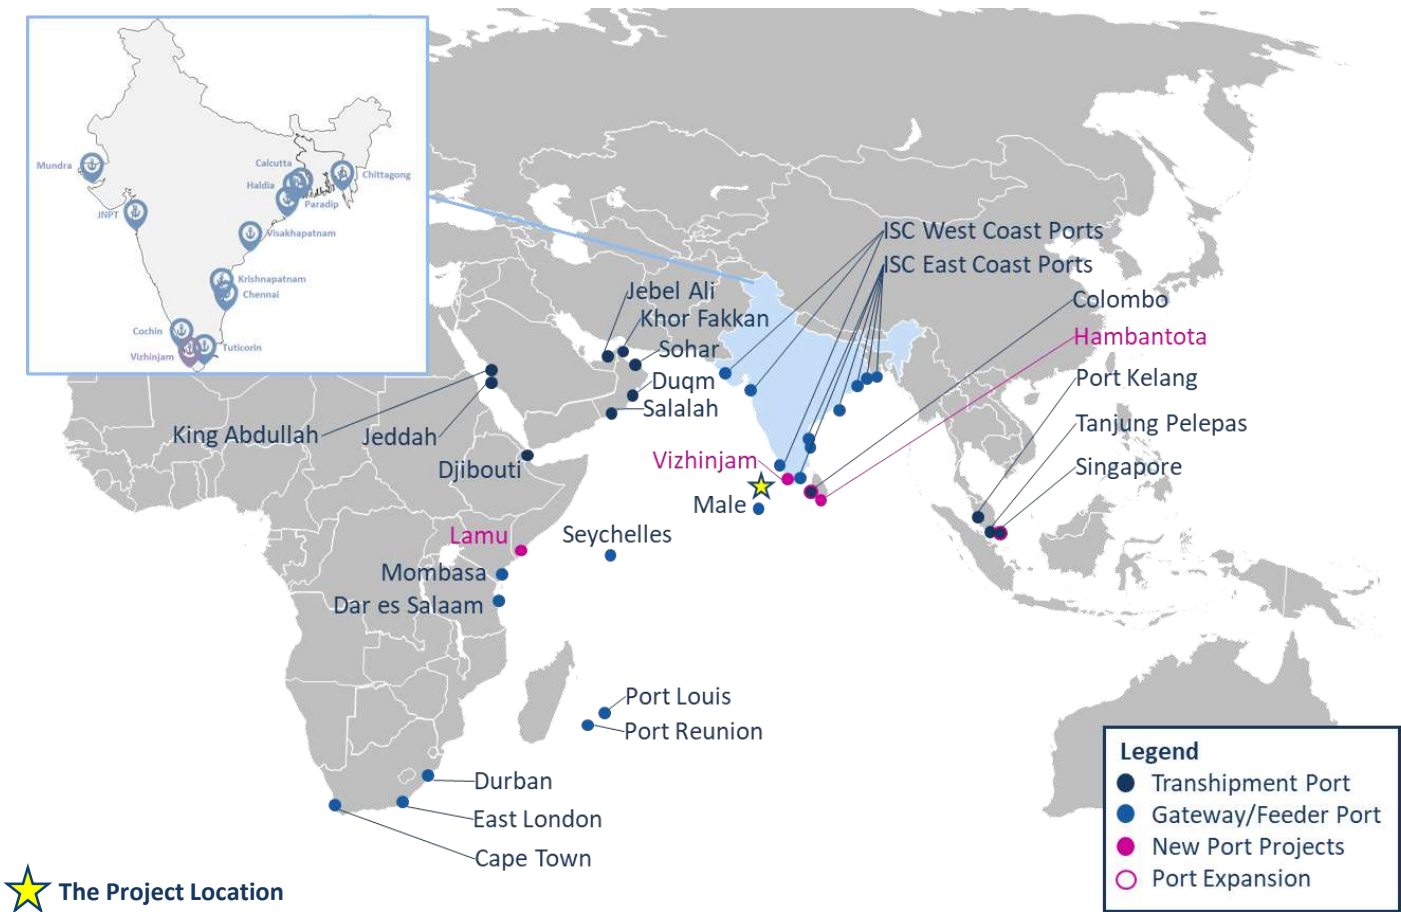 Mundra
JNPT
Calcutta
Haldia
Paradip
Chittagong
Visakhapatnam
Krishnapatnam
Chennai
Cochin
Vizhinjam
Tuticorin
ISC West Coast Ports
ISC East Coast Ports
Jebel Ali
Khor Fakkan
Sohar
Duqm
Salalah
Colombo
Hambantota
Port Kelang
Tanjung Pelepas
Singapore
King Abdullah
Jeddah
Djibouti
Vizhinjam
Male
Lamu
Seychelles
Mombasa
Dar es Salaam
Port Louis
Port Reunion
Durban
East London
Cape Town
Legend
Transhipment Port
Gateway/Feeder Port
New Port Projects
Port Expansion
The Project Location